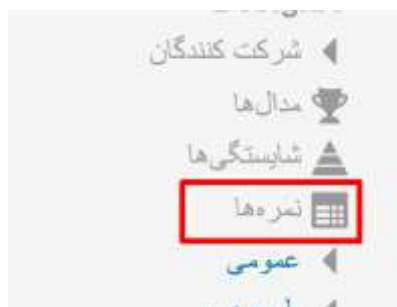 شرکت کنندگان
مدال‌ها
شایستگی‌ها
نمره‌ها
عمومی